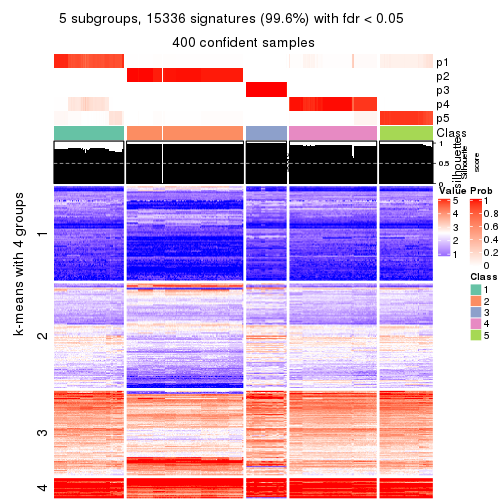 5 subgroups, 15336 signatures (99.6%) with fdr < 0.05
400 confident samples
p1
p2
p3
p4
p5
Class
1
0.5
0
silhouette
Silhouette
score
k-means with 4 groups
1
2
3
4
Value
5
4
3
2
1
Prob
1
0.8
0.6
0.4
0.2
0
Class
1
2
3
4
5